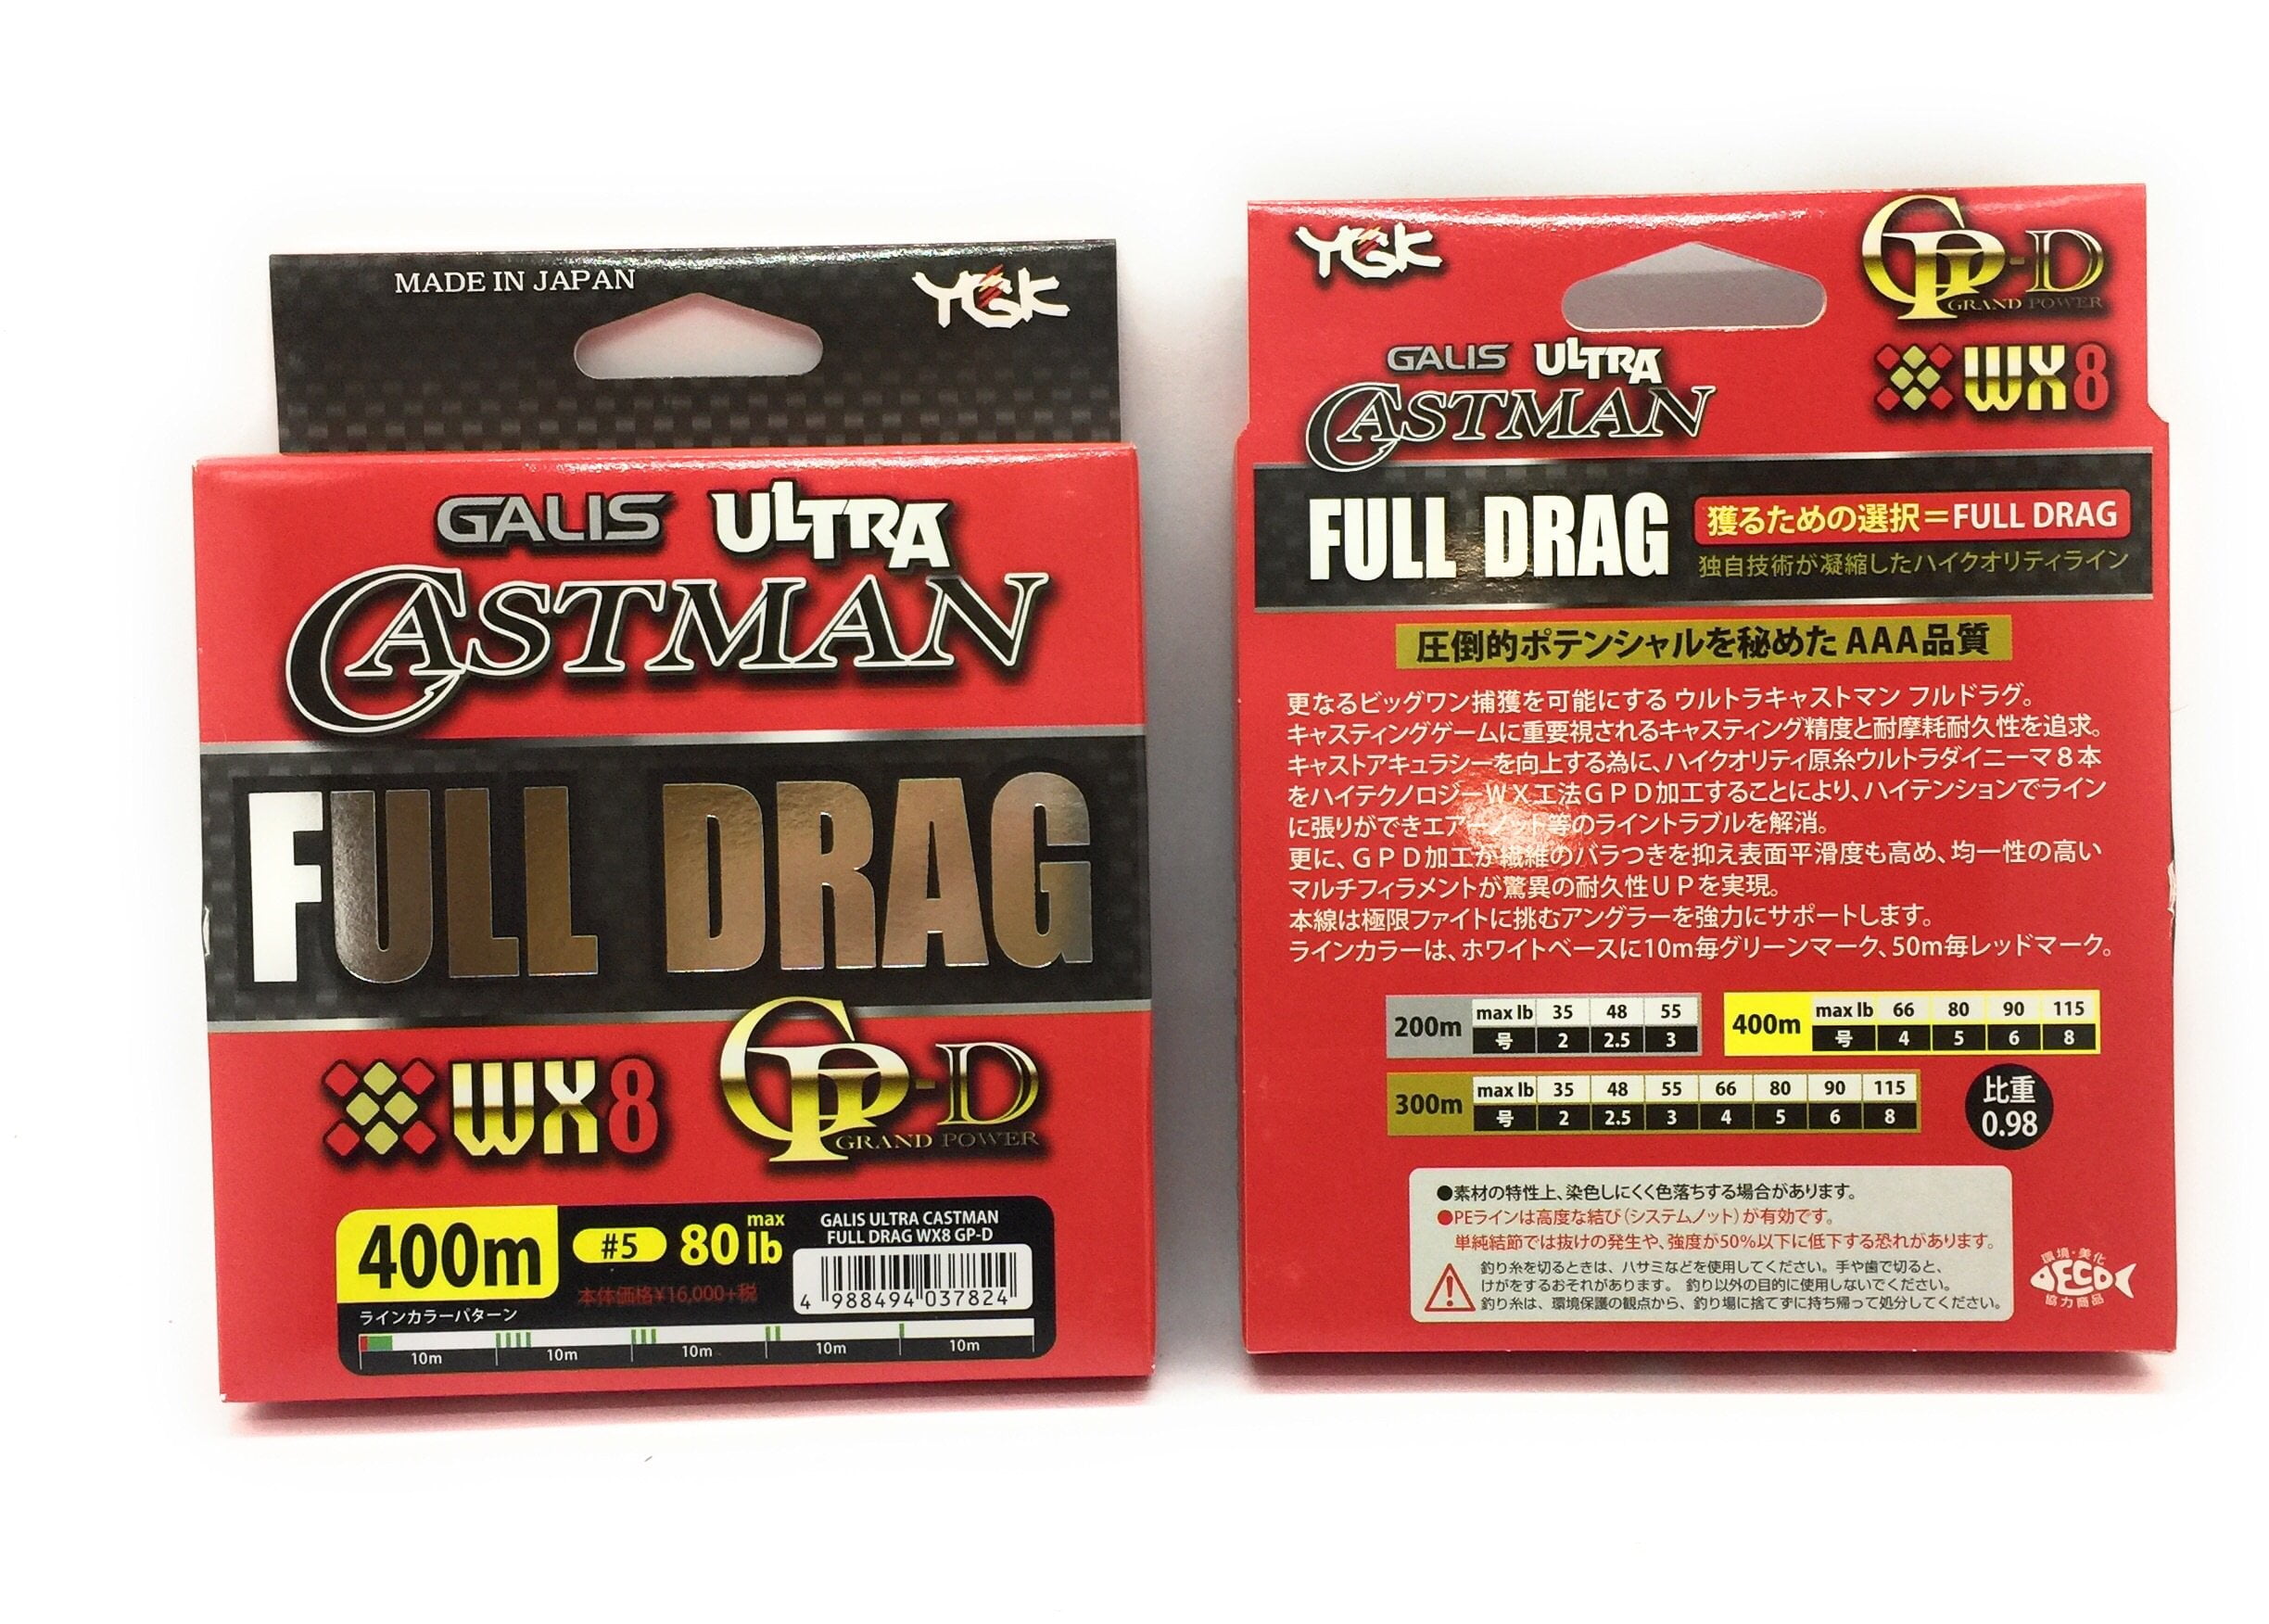 MADE IN JAPAN
YGK
GALIS ULTRA
CASTMAN
FULL DRAG
WX8 GP-D
GRAND POWER
400m #5 80 lb max
本体価格¥16,000+税
GALIS ULTRA CASTMAN
FULL DRAG WX8 GP-D
4 988494 037824
ラインカラーパターン
10m 10m 10m 10m 10m
YGK
GP-D
GRAND POWER
GALIS ULTRA
CASTMAN
WX8
FULL DRAG
獲るための選択=FULL DRAG
独自技術が凝縮したハイクオリティライン
圧倒的ポテンシャルを秘めた AAA品質
更なるビッグワン捕獲を可能にする ウルトラキャストマン フルドラグ。
キャスティングゲームに重要視されるキャスティング精度と耐摩耗耐久性を追求。
キャストアキュラシーを向上する為に、ハイクオリティ原糸ウルトラダイニーマ8本
をハイテクノロジーWX工法GPD加工することにより、ハイテンションでライン
に張りができエアーノット等のライントラブルを解消。
更に、GPD加工が繊維のバラつきを抑え表面平滑度も高め、均一性の高い
マルチフィラメントが驚異の耐久性UPを実現。
本線は極限ファイトに挑むアングラーを強力にサポートします。
ラインカラーは、ホワイトベースに10m毎グリーンマーク、50m毎レッドマーク。
200m max lb 35 48 55
号 2 2.5 3
400m max lb 66 80 90 115
号 4 5 6 8
300m max lb 35 48 55 66 80 90 115
号 2 2.5 3 4 5 6 8
比重
0.98
●素材の特性上、染色しにくく色落ちする場合があります。
●PEラインは高度な結び(システムノット)が有効です。
単純結節では抜けの発生や、強度が50%以下に低下する恐れがあります。
釣り糸を切るときは、ハサミなどを使用してください。手や歯で切ると、
けがをするおそれがあります。 釣り以外の目的に使用しないでください。
釣り糸は、環境保護の観点から、釣り場に捨てずに持ち帰って処分してください。
環境・美化
ECO
協力商品